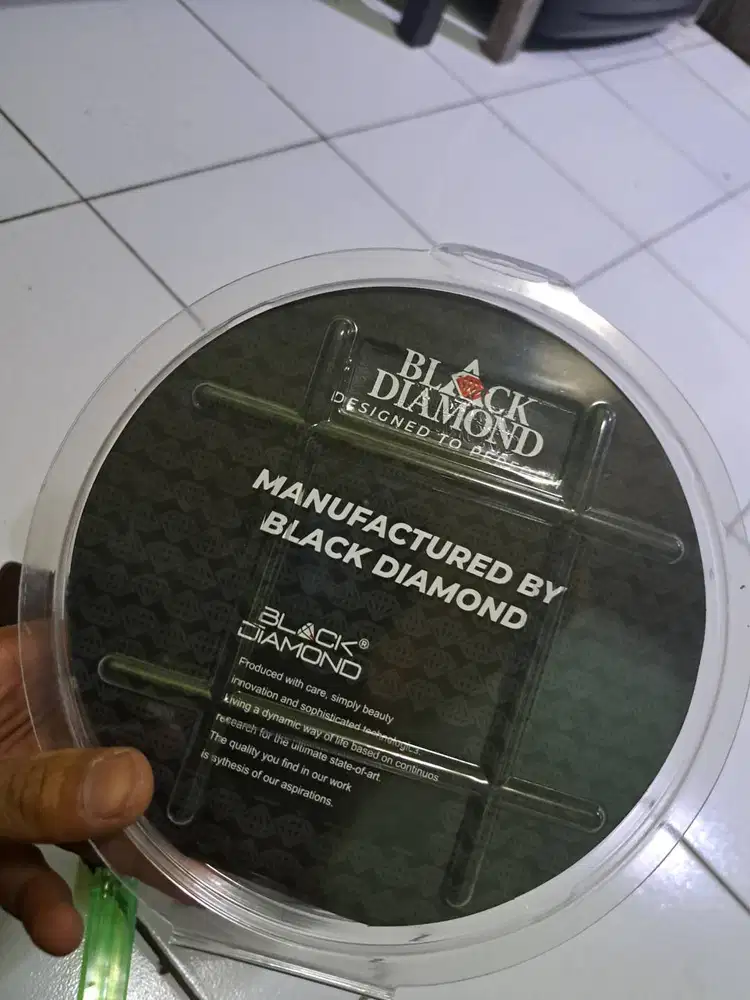 BLACK
DIAMOND
DESIGNED TO
MANUFACTURED BY
BLACK DIAMOND
BLACK®
DIAMOND
Produced with care, simply beauty
innovation and sophisticated technologica
Living a dynamic way of life based on continuos
research for the ultimate state-of-art.
The quality you find in our work
is sythesis of our aspirations.